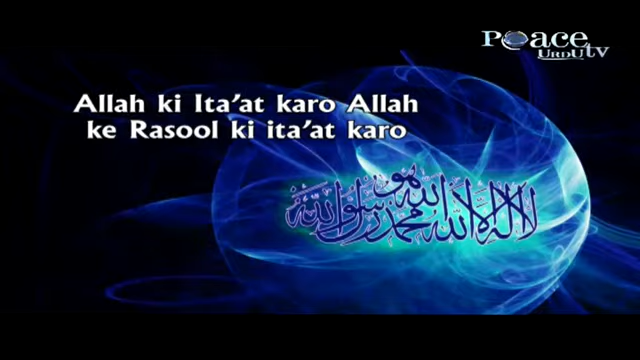 Peace
URDU tv
Allah ki Ita’at karo Allah
ke Rasool ki ita’at karo
لا اله الا الله محمد رسول الله